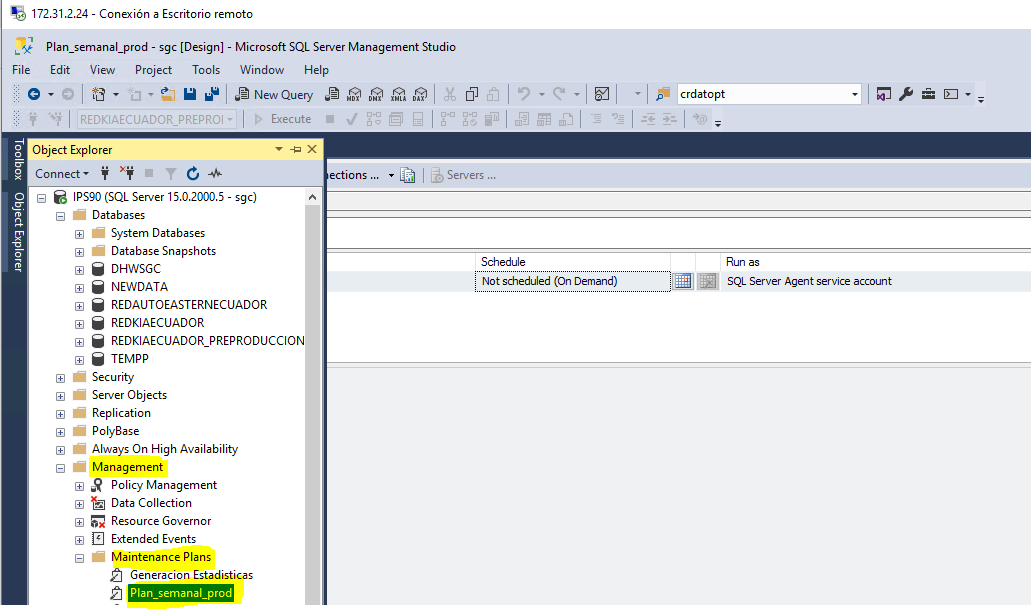 172.31.2.24 - Conexión a Escritorio remoto
Plan_semanal_prod - sgc [Design] - Microsoft SQL Server Management Studio
File Edit View Project Tools Window Help
New Query MDX DMX XMLA DAX crdatopt
REDKIAECUADOR_PREPROI Execute
Toolbox
Object Explorer
Object Explorer
Connect
nections ... Servers ...
IPS90 (SQL Server 15.0.2000.5 - sgc)
Databases
System Databases
Database Snapshots
DHWSGC
NEWDATA
REDAUTOEASTERNECUADOR
REDKIAECUADOR
REDKIAECUADOR_PREPRODUCCION
TEMPP
Security
Server Objects
Replication
PolyBase
Always On High Availability
Management
Policy Management
Data Collection
Resource Governor
Extended Events
Maintenance Plans
Generacion Estadisticas
Plan_semanal_prod
Schedule Run as
Not scheduled (On Demand) SQL Server Agent service account